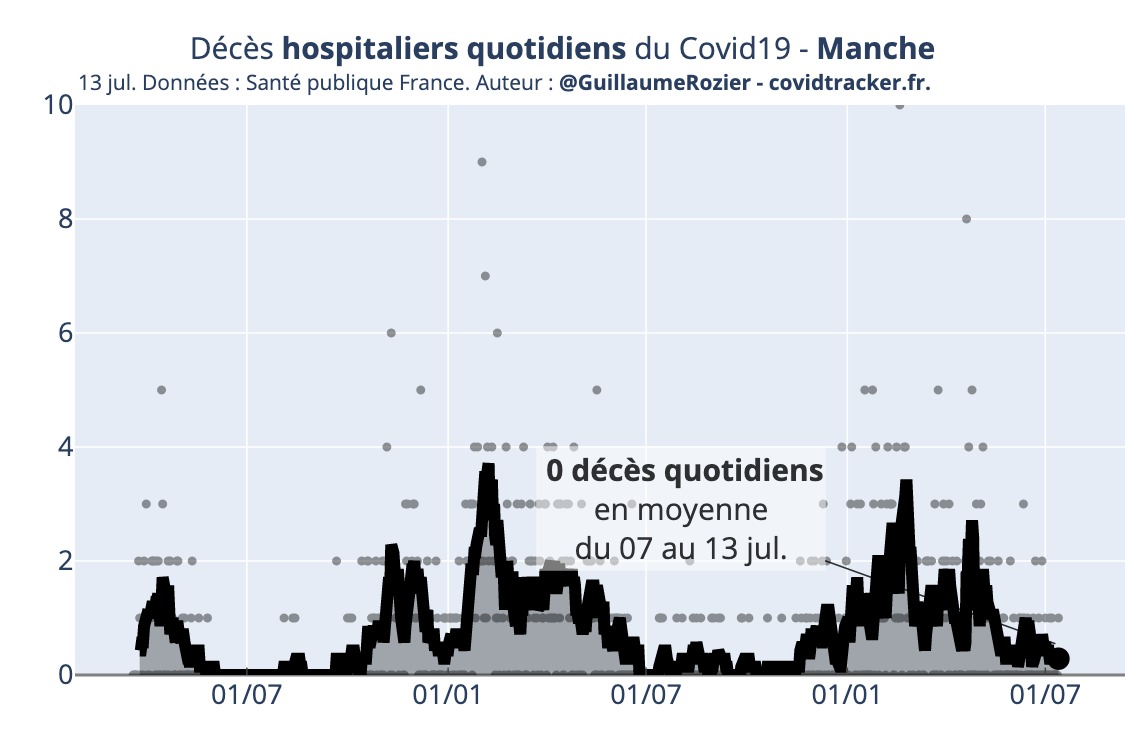 Décès hospitaliers quotidiens du Covid19 - Manche
13 jul. Données : Santé publique France. Auteur : @GuillaumeRozier - covidtracker.fr.
10
8
6
4
0 décès quotidiens
en moyenne
du 07 au 13 jul.
2
0
01/07 01/01 01/07 01/01 01/07